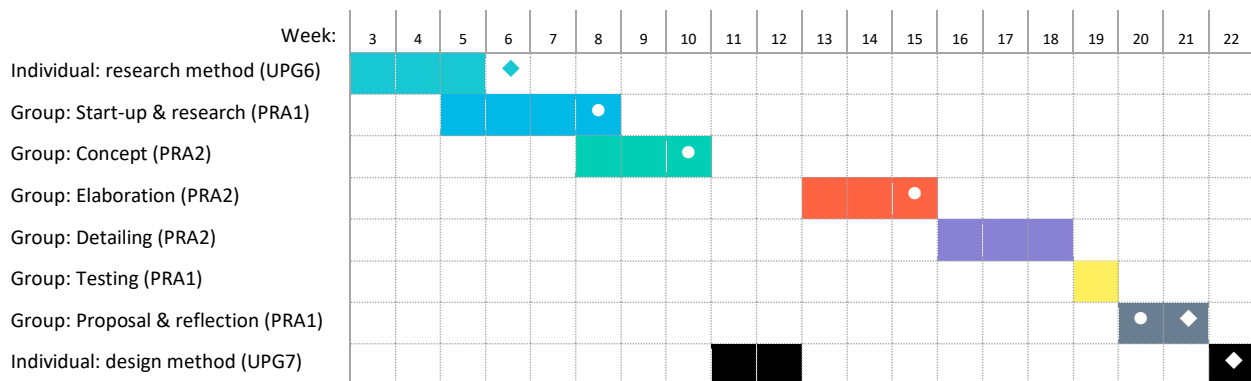 Week: 3 4 5 6 7 8 9 10 11 12 13 14 15 16 17 18 19 20 21 22
Individual: research method (UPG6)
Group: Start-up & research (PRA1)
Group: Concept (PRA2)
Group: Elaboration (PRA2)
Group: Detailing (PRA2)
Group: Testing (PRA1)
Group: Proposal & reflection (PRA1)
Individual: design method (UPG7)